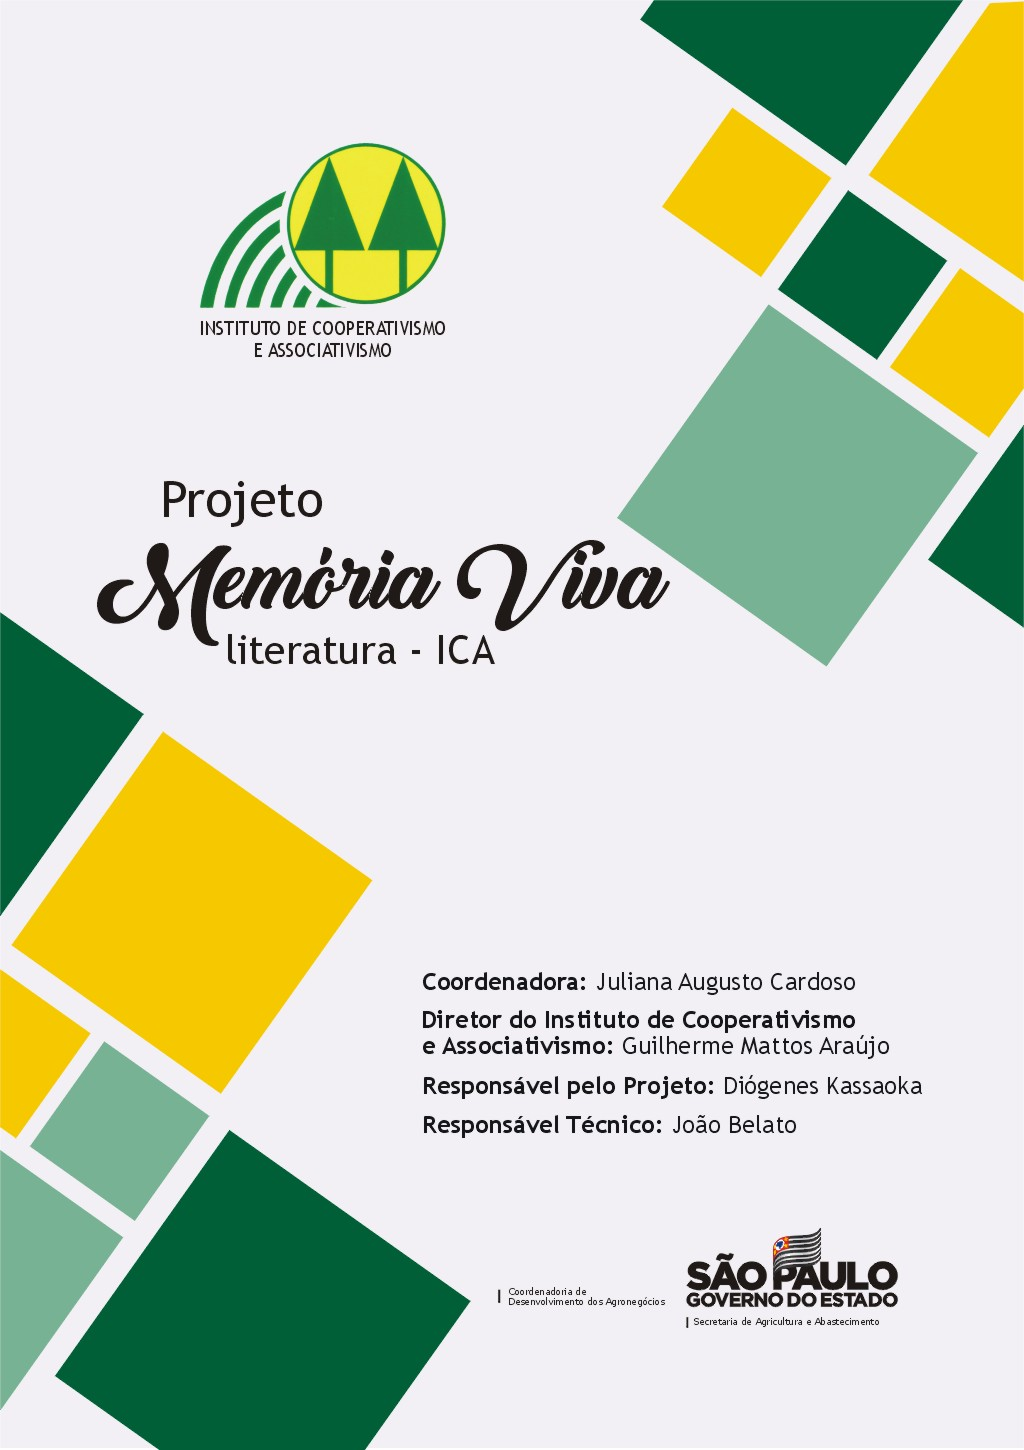 INSTITUTO DE COOPERATIVISMO
E ASSOCIATIVISMO
Projeto
Memória Viva
literatura - ICA
Coordenadora: Juliana Augusto Cardoso
Diretor do Instituto de Cooperativismo
e Associativismo: Guilherme Mattos Araújo
Responsável pelo Projeto: Diógenes Kassaoka
Responsável Técnico: João Belato
Coordenadoria de
Desenvolvimento dos Agronegócios
SÃO PAULO
GOVERNO DO ESTADO
Secretaria de Agricultura e Abastecimento